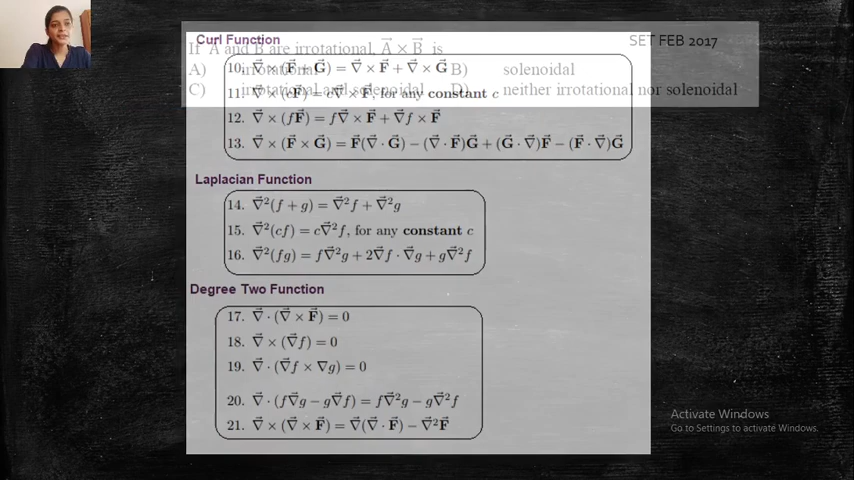 Curl Function
SET FEB 2017
If A and B are irrotational, A⃗ × B⃗ is
A) irrotational B) solenoidal
C) irrotational and solenoidal D) neither irrotational nor solenoidal
10. ∇⃗ × (F⃗ + G⃗) = ∇⃗ × F⃗ + ∇⃗ × G⃗
11. ∇⃗ × (cF⃗) = c∇⃗ × F⃗, for any constant c
12. ∇⃗ × (fF⃗) = f∇⃗ × F⃗ + ∇⃗f × F⃗
13. ∇⃗ × (F⃗ × G⃗) = F⃗(∇⃗ · G⃗) − (∇⃗ · F⃗)G⃗ + (G⃗ · ∇⃗)F⃗ − (F⃗ · ∇⃗)G⃗
Laplacian Function
14. ∇⃗²(f + g) = ∇⃗²f + ∇⃗²g
15. ∇⃗²(cf) = c∇⃗²f, for any constant c
16. ∇⃗²(fg) = f∇⃗²g + 2∇⃗f · ∇⃗g + g∇⃗²f
Degree Two Function
17. ∇⃗ · (∇⃗ × F⃗) = 0
18. ∇⃗ × (∇⃗f) = 0
19. ∇⃗ · (∇⃗f × ∇g) = 0
20. ∇⃗ · (f∇⃗g − g∇⃗f) = f∇⃗²g − g∇⃗²f
21. ∇⃗ × (∇⃗ × F⃗) = ∇⃗(∇⃗ · F⃗) − ∇⃗²F⃗
Activate Windows
Go to Settings to activate Windows.